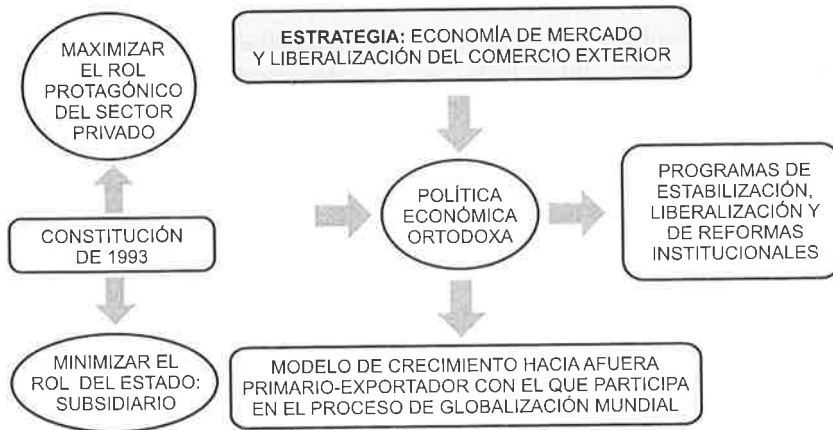 MAXIMIZAR
EL ROL
PROTAGÓNICO
DEL SECTOR
PRIVADO
ESTRATEGIA: ECONOMÍA DE MERCADO
Y LIBERALIZACIÓN DEL COMERCIO EXTERIOR
CONSTITUCIÓN
DE 1993
POLÍTICA
ECONÓMICA
ORTODOXA
PROGRAMAS DE
ESTABILIZACIÓN,
LIBERALIZACIÓN Y
DE REFORMAS
INSTITUCIONALES
MINIMIZAR EL
ROL DEL ESTADO:
SUBSIDIARIO
MODELO DE CRECIMIENTO HACIA AFUERA
PRIMARIO-EXPORTADOR CON EL QUE PARTICIPA
EN EL PROCESO DE GLOBALIZACIÓN MUNDIAL